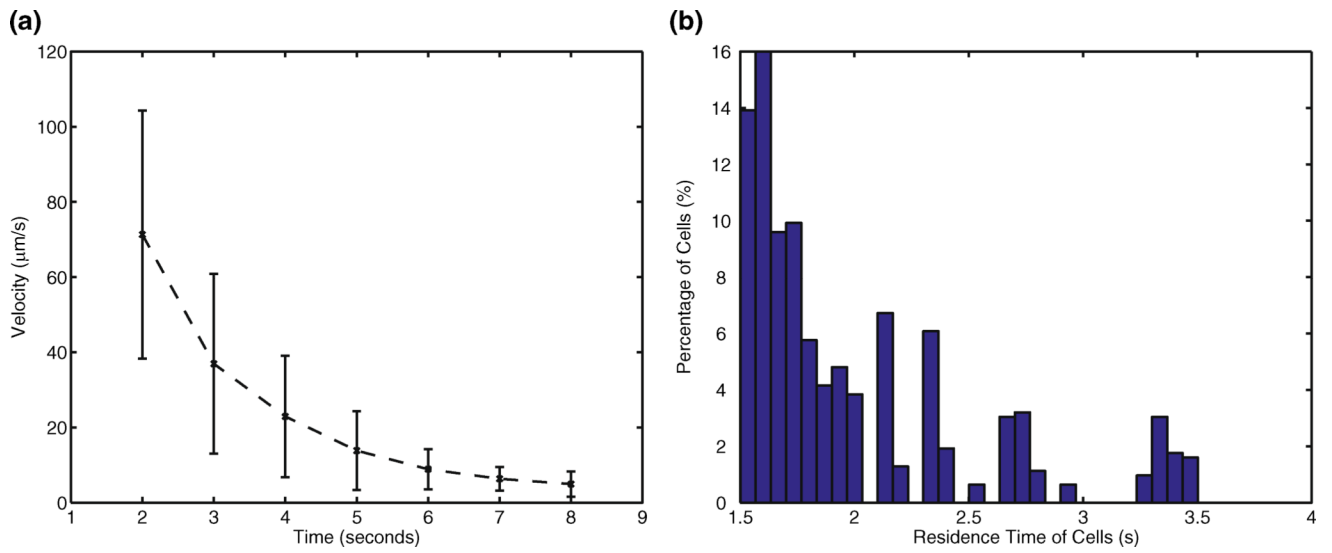 (a)
120
100
80
60
40
20
0
Velocity (μm/s)
1 2 3 4 5 6 7 8 9
Time (seconds)
(b)
16
14
12
10
8
6
4
2
0
Percentage of Cells (%)
1.5 2 2.5 3 3.5 4
Residence Time of Cells (s)